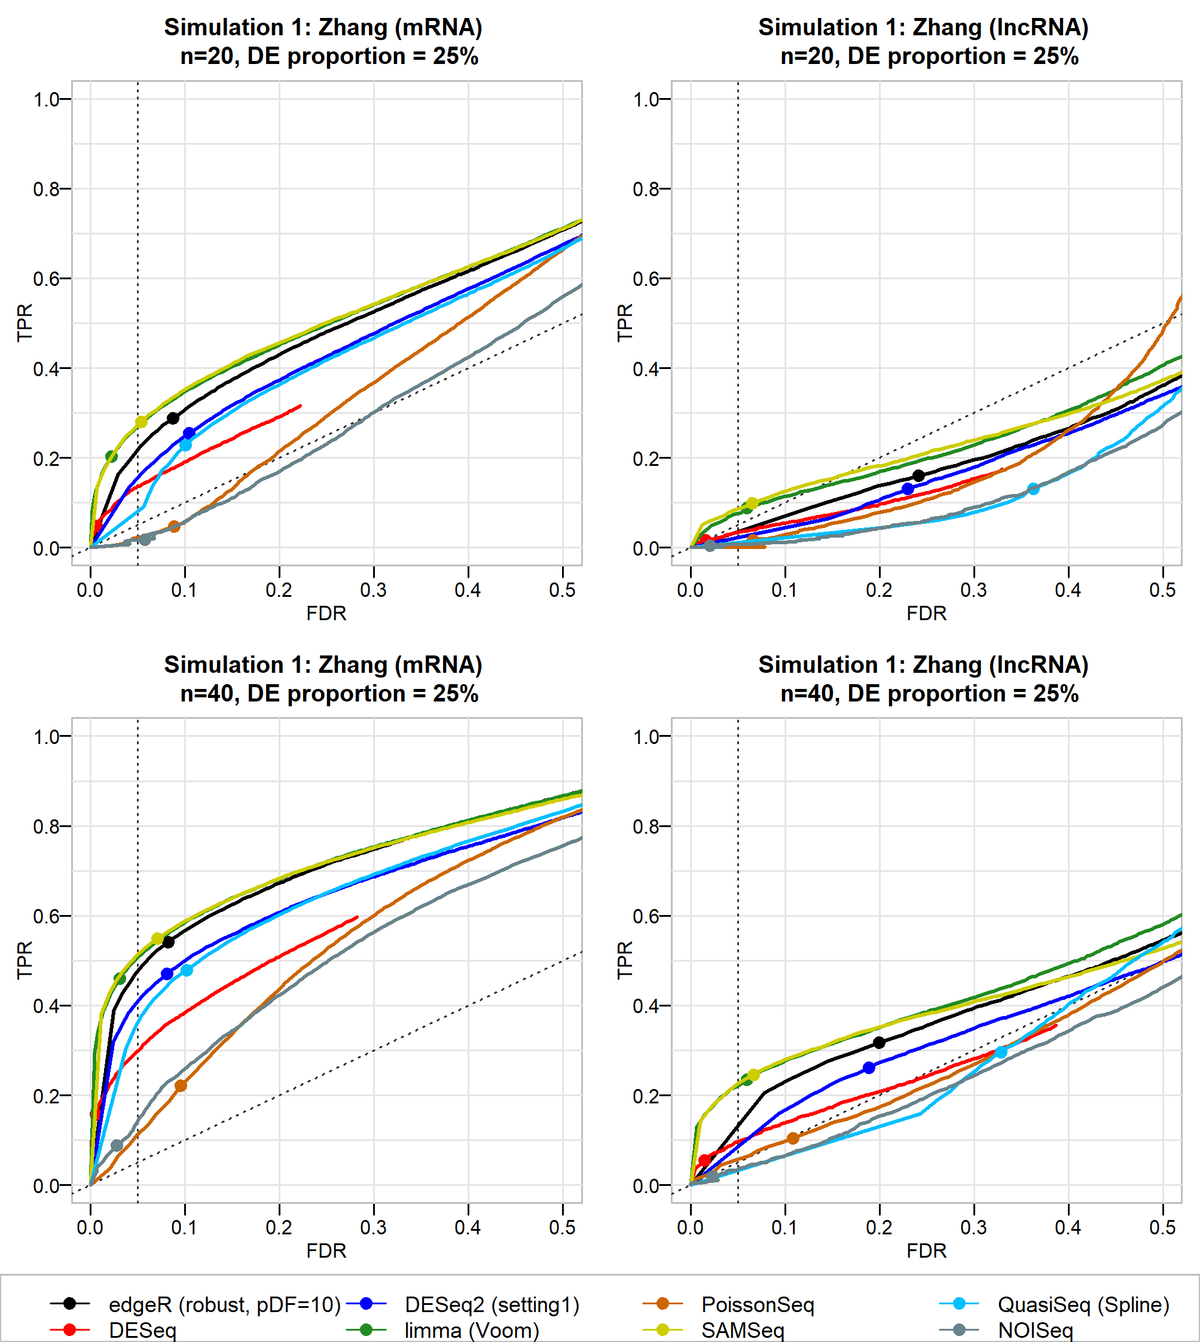 Simulation 1: Zhang (mRNA)
n=20, DE proportion = 25%
1.0
0.8
0.6
0.4
0.2
0.0
TPR
0.0 0.1 0.2 0.3 0.4 0.5
FDR
Simulation 1: Zhang (lncRNA)
n=20, DE proportion = 25%
1.0
0.8
0.6
0.4
0.2
0.0
TPR
0.0 0.1 0.2 0.3 0.4 0.5
FDR
Simulation 1: Zhang (mRNA)
n=40, DE proportion = 25%
1.0
0.8
0.6
0.4
0.2
0.0
TPR
0.0 0.1 0.2 0.3 0.4 0.5
FDR
Simulation 1: Zhang (lncRNA)
n=40, DE proportion = 25%
1.0
0.8
0.6
0.4
0.2
0.0
TPR
0.0 0.1 0.2 0.3 0.4 0.5
FDR
edgeR (robust, pDF=10) DESeq2 (setting1) PoissonSeq QuasiSeq (Spline)
DESeq limma (Voom) SAMSeq NOISeq